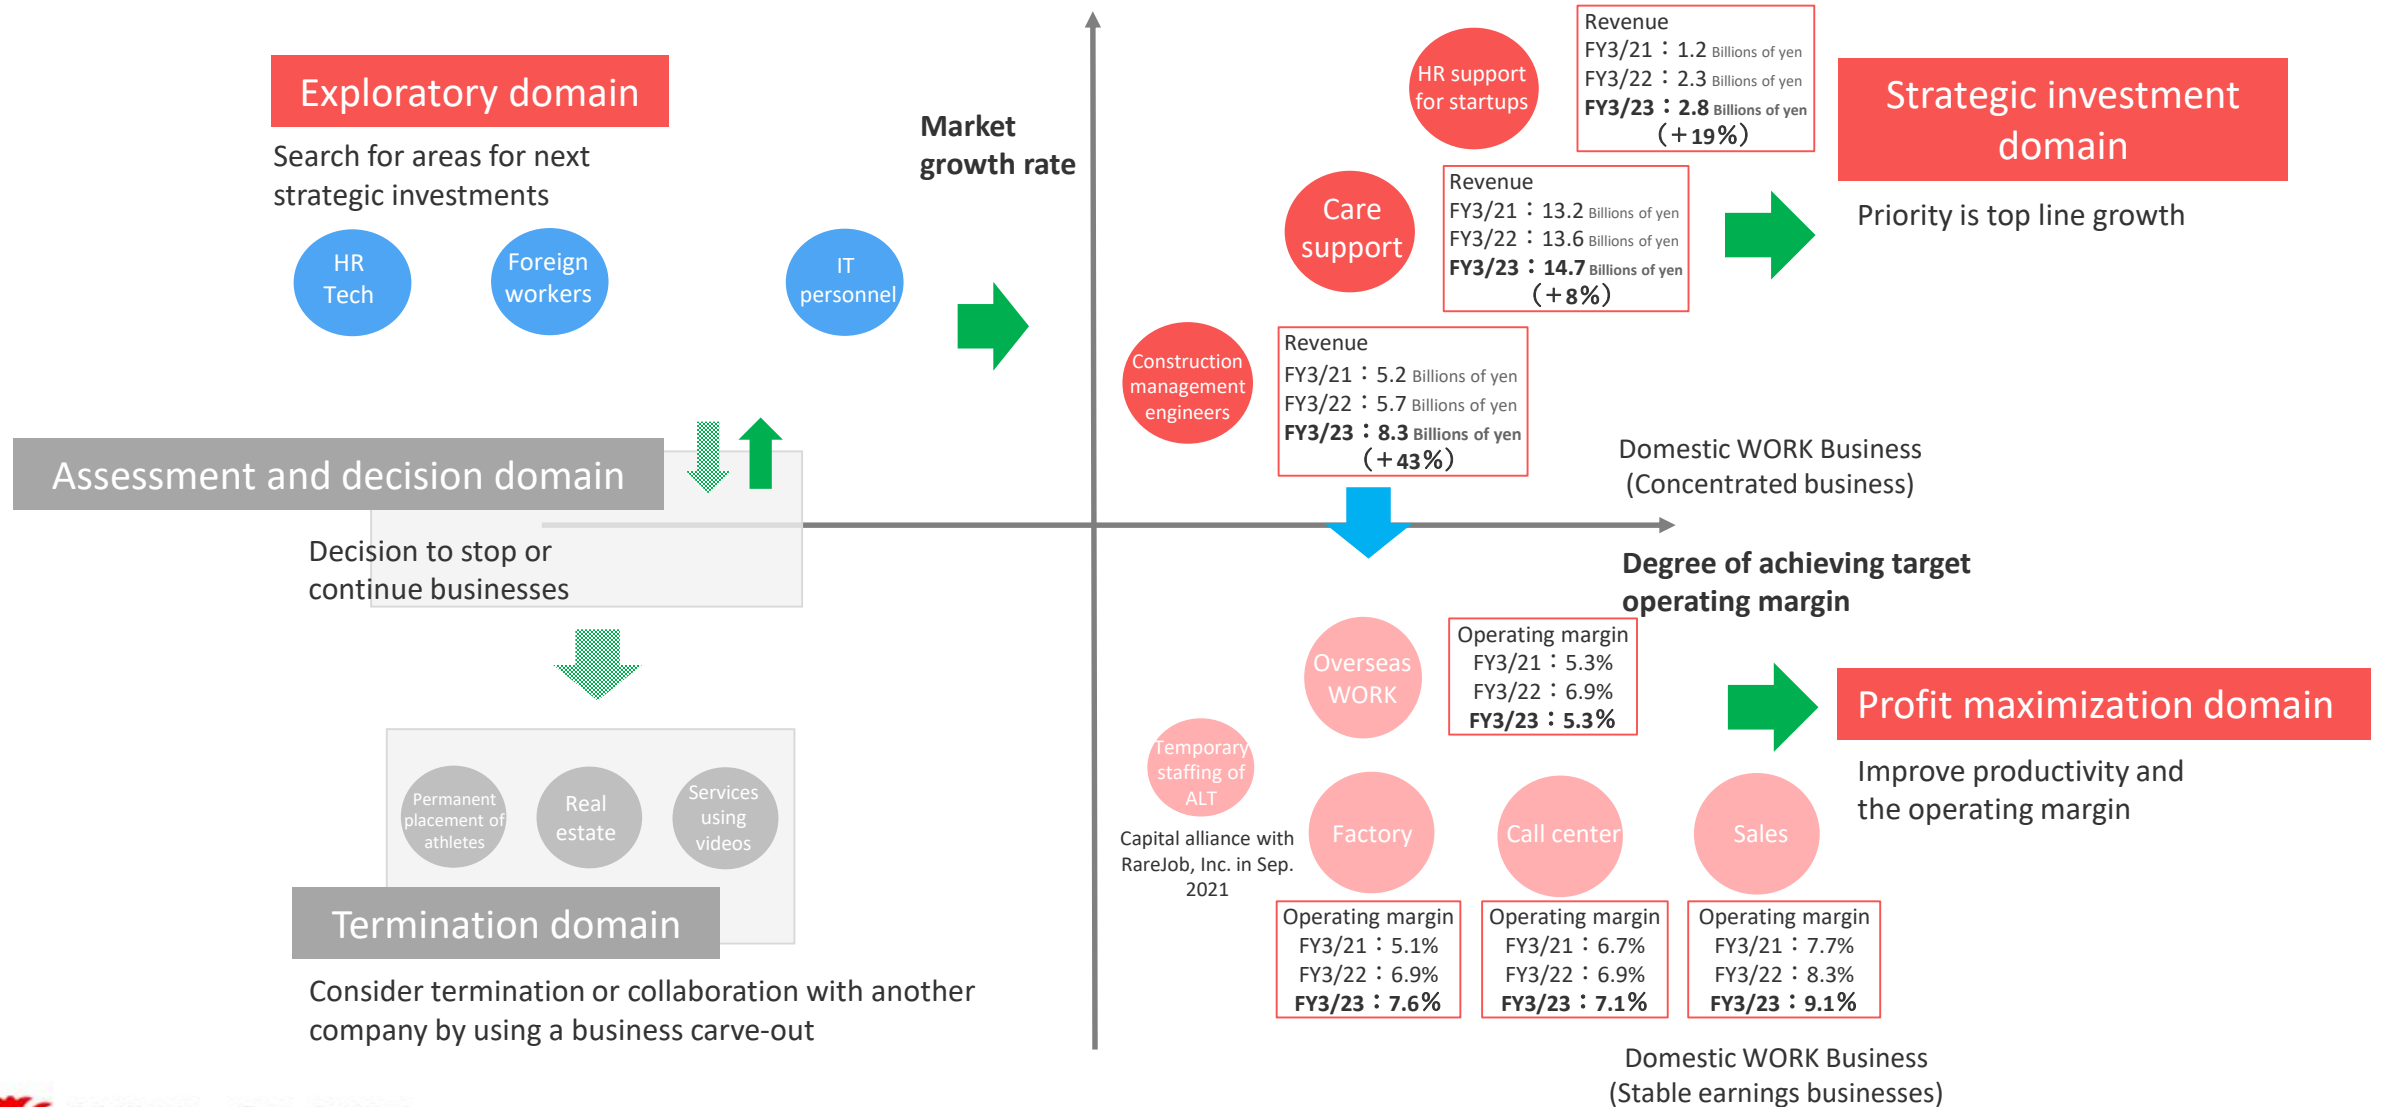 Exploratory domain
Search for areas for next
strategic investments
HR
Tech
Foreign
workers
IT
personnel
Market
growth rate
HR support
for startups
Revenue
FY3/21：1.2 Billions of yen
FY3/22：2.3 Billions of yen
FY3/23：2.8 Billions of yen
(+19%)
Strategic investment
domain
Priority is top line growth
Care
support
Revenue
FY3/21：13.2 Billions of yen
FY3/22：13.6 Billions of yen
FY3/23：14.7 Billions of yen
(+8%)
Construction
management
engineers
Revenue
FY3/21：5.2 Billions of yen
FY3/22：5.7 Billions of yen
FY3/23：8.3 Billions of yen
(+43%)
Domestic WORK Business
(Concentrated business)
Assessment and decision domain
Decision to stop or
continue businesses
Degree of achieving target
operating margin
Overseas
WORK
Operating margin
FY3/21：5.3%
FY3/22：6.9%
FY3/23：5.3%
Profit maximization domain
Improve productivity and
the operating margin
Temporary
staffing of
ALT
Capital alliance with
RareJob, Inc. in Sep.
2021
Factory
Call center
Sales
Operating margin
FY3/21：5.1%
FY3/22：6.9%
FY3/23：7.6%
Operating margin
FY3/21：6.7%
FY3/22：6.9%
FY3/23：7.1%
Operating margin
FY3/21：7.7%
FY3/22：8.3%
FY3/23：9.1%
Domestic WORK Business
(Stable earnings businesses)
Permanent
placement of
athletes
Real
estate
Services
using
videos
Termination domain
Consider termination or collaboration with another
company by using a business carve-out